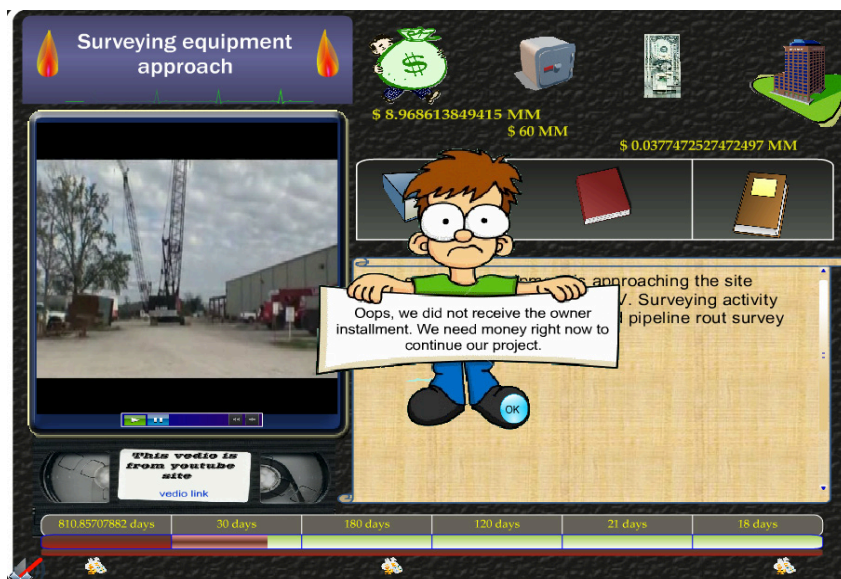 Surveying equipment
approach
$ 8.968613849415 MM
$ 60 MM
$ 0.0377472527472497 MM
approaching the site
V. Surveying activity
pipeline rout survey
Oops, we did not receive the owner
installment. We need money right now to
continue our project.
OK
This vedio is
from youtube
site
vedio link
810.85707882 days
30 days
180 days
120 days
21 days
18 days